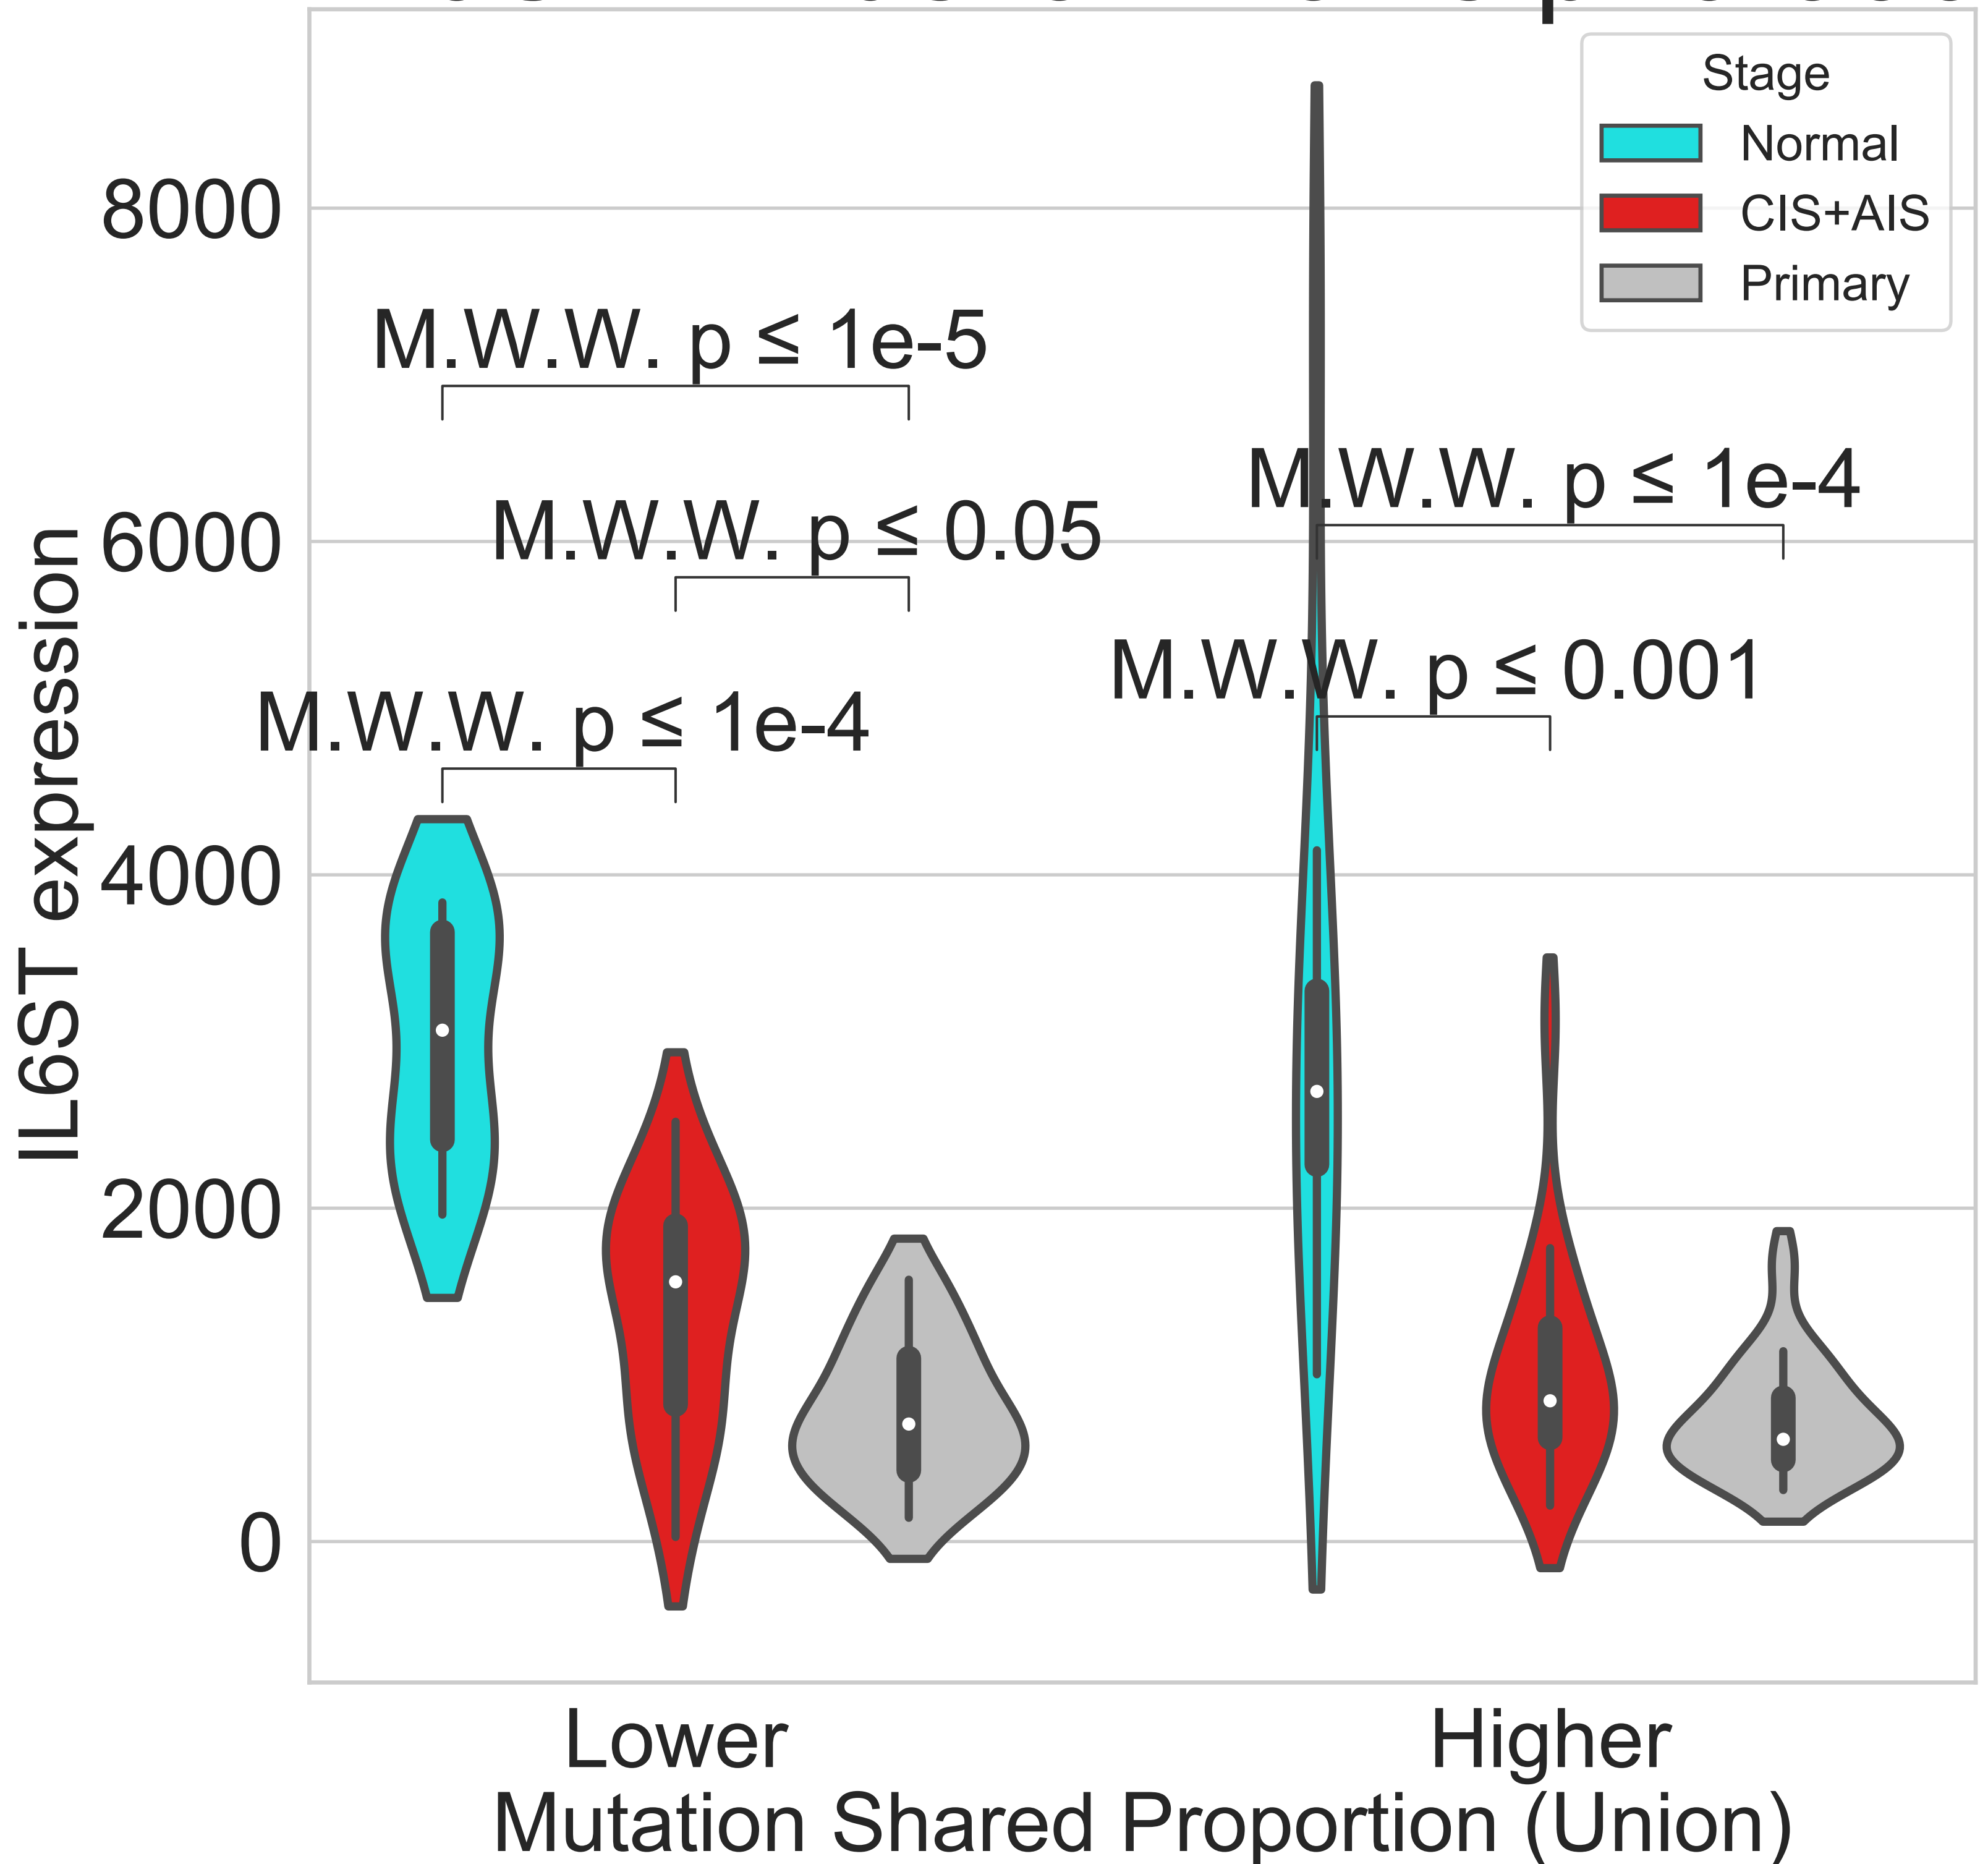 Stage
Normal
CIS+AIS
Primary
8000
6000
4000
2000
0
IL6ST expression
M.W.W. p ≤ 1e-5
M.W.W. p ≤ 0.05
M.W.W. p ≤ 1e-4
M.W.W. p ≤ 1e-4
M.W.W. p ≤ 0.001
Lower
Higher
Mutation Shared Proportion (Union)